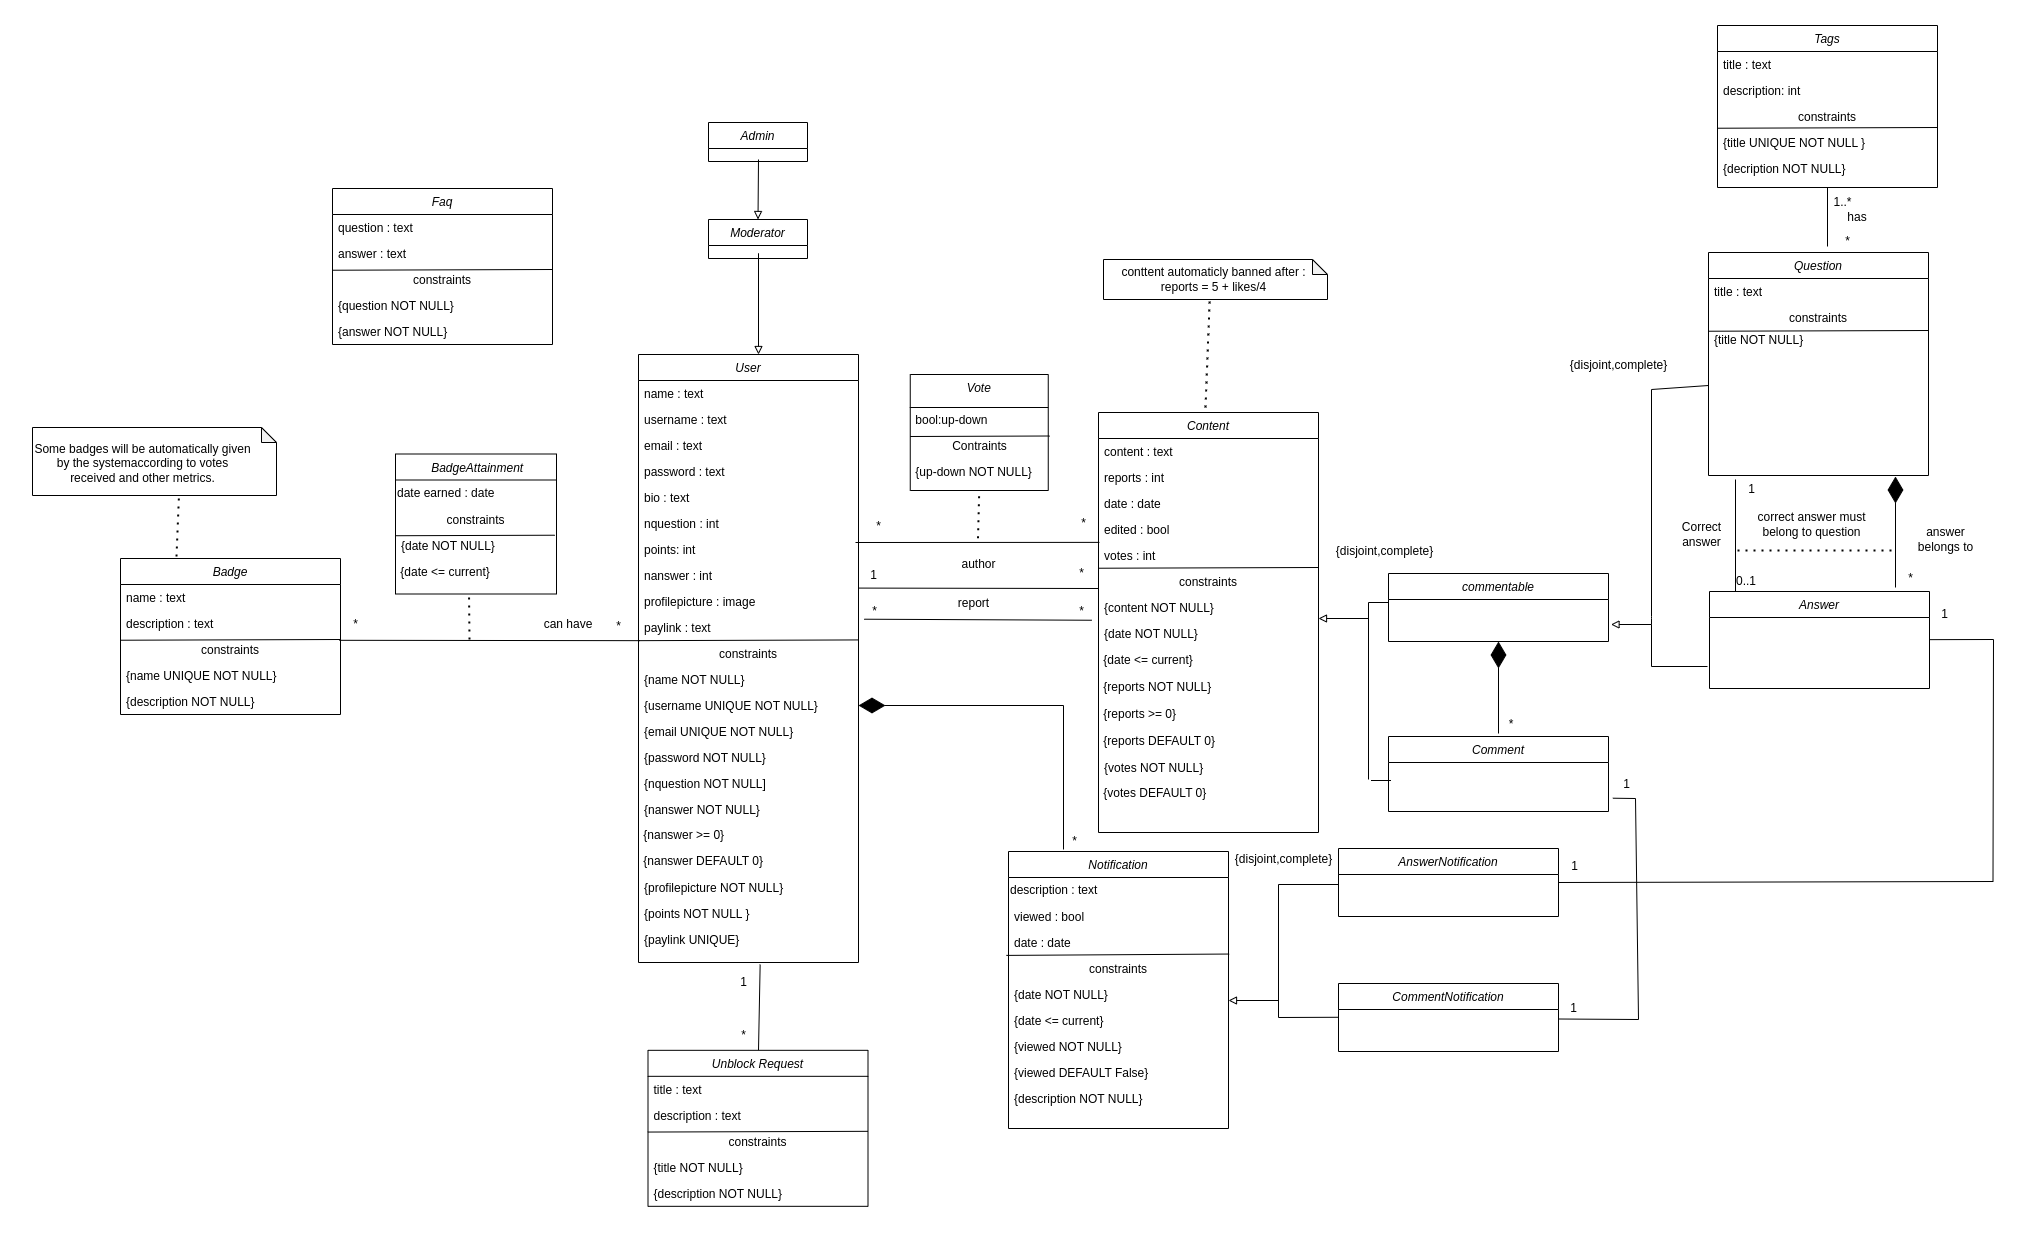 Tags
title : text
description: int
constraints
{title UNIQUE NOT NULL }
{decription NOT NULL}
1..*
has
*
Admin
Moderator
Faq
question : text
answer : text
constraints
{question NOT NULL}
{answer NOT NULL}
conttent automaticly banned after :
reports = 5 + likes/4
Question
title : text
constraints
{title NOT NULL}
{disjoint,complete}
User
name : text
username : text
email : text
password : text
bio : text
nquestion : int
points: int
nanswer : int
profilepicture : image
paylink : text
constraints
{name NOT NULL}
{username UNIQUE NOT NULL}
{email UNIQUE NOT NULL}
{password NOT NULL}
{nquestion NOT NULL]
{nanswer NOT NULL}
{nanswer >= 0}
{nanswer DEFAULT 0}
{profilepicture NOT NULL}
{points NOT NULL }
{paylink UNIQUE}
Vote
bool:up-down
Contraints
{up-down NOT NULL}
*
*
author
1
*
report
*
*
Some badges will be automatically given
by the systemaccording to votes
received and other metrics.
BadgeAttainment
date earned : date
constraints
{date NOT NULL}
{date <= current}
Badge
name : text
description : text
constraints
{name UNIQUE NOT NULL}
{description NOT NULL}
*
can have
*
Content
content : text
reports : int
date : date
edited : bool
votes : int
constraints
{content NOT NULL}
{date NOT NULL}
{date <= current}
{reports NOT NULL}
{reports >= 0}
{reports DEFAULT 0}
{votes NOT NULL}
{votes DEFAULT 0}
{disjoint,complete}
commentable
*
Comment
1
1
Correct
answer
correct answer must
belong to question
answer
belongs to
0..1
*
Answer
1
*
Notification
description : text
viewed : bool
date : date
constraints
{date NOT NULL}
{date <= current}
{viewed NOT NULL}
{viewed DEFAULT False}
{description NOT NULL}
{disjoint,complete}
AnswerNotification
1
CommentNotification
1
1
*
Unblock Request
title : text
description : text
constraints
{title NOT NULL}
{description NOT NULL}